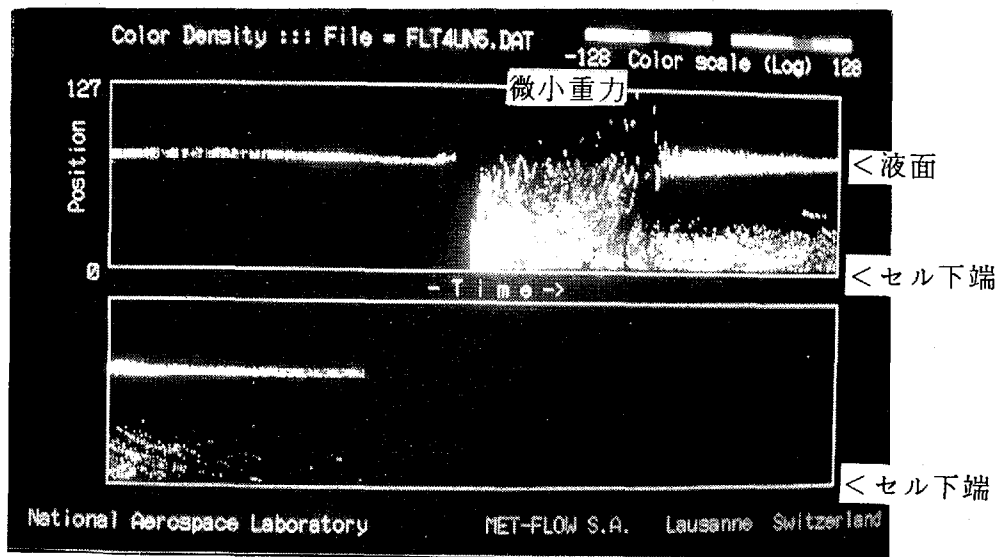 Color Density ::: File = FLT4UN5.DAT
-128 Color scale (Log) 128
微小重力
127
Position
<液面
0
<セル下端
- T i m e ->
<セル下端
National Aerospace Laboratory MET-FLOW S.A. Lausanne Switzerland